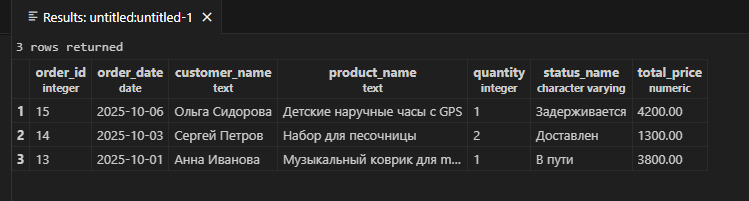 Results: untitled:untitled-1 ×
3 rows returned
order_id order_date customer_name product_name quantity status_name total_price
integer date text text integer character varying numeric
1 15 2025-10-06 Ольга Сидорова Детские наручные часы с GPS 1 Задерживается 4200.00
2 14 2025-10-03 Сергей Петров Набор для песочницы 2 Доставлен 1300.00
3 13 2025-10-01 Анна Иванова Музыкальный коврик для m... 1 В пути 3800.00